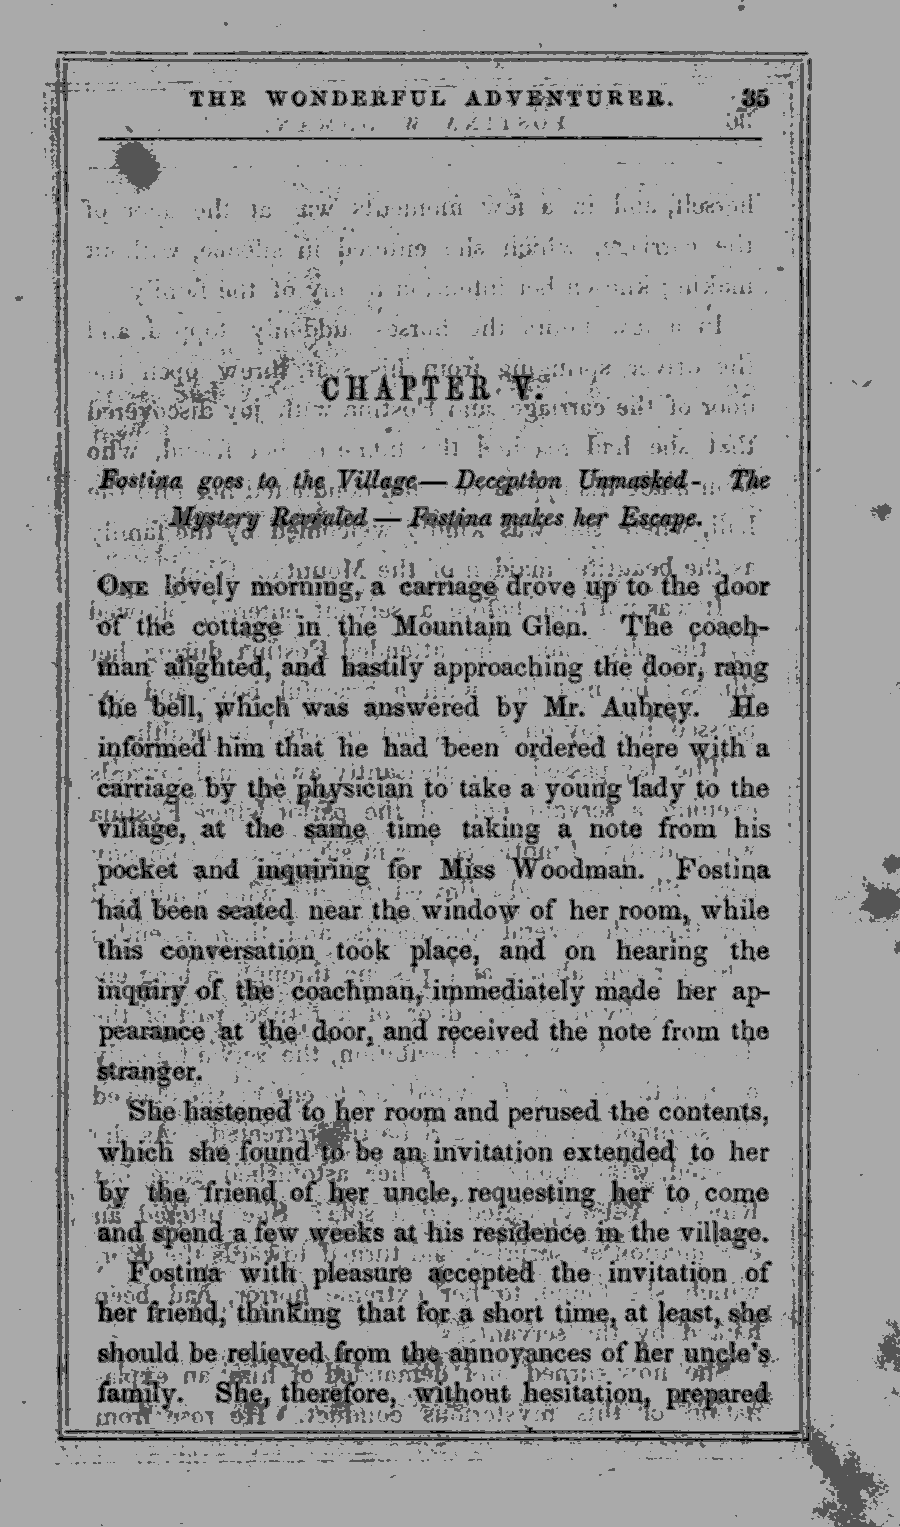 THE WONDERFUL ADVENTURER. 35
CHAPTER V.
Fostina goes to the Village— Deception Unmasked- The
Mystery Revealed — Fostina makes her Escape.
ONE lovely morning, a carriage drove up to the door
of the cottage in the Mountain Glen. The coach-
man alighted, and hastily approaching the door, rang
the bell, which was answered by Mr. Aubrey. He
informed him that he had been ordered there with a
carriage by the physician to take a young lady to the
village, at the same time taking a note from his
pocket and inquiring for Miss Woodman. Fostina
had been seated near the window of her room, while
this conversation took place, and on hearing the
inquiry of the coachman, immediately made her ap-
pearance at the door, and received the note from the
stranger.
She hastened to her room and perused the contents,
which she found to be an invitation extended to her
by the friend of her uncle, requesting her to come
and spend a few weeks at his residence in the village.
Fostina with pleasure accepted the invitation of
her friend, thinking that for a short time, at least, she
should be relieved from the annoyances of her uncle's
family. She, therefore, without hesitation, prepared